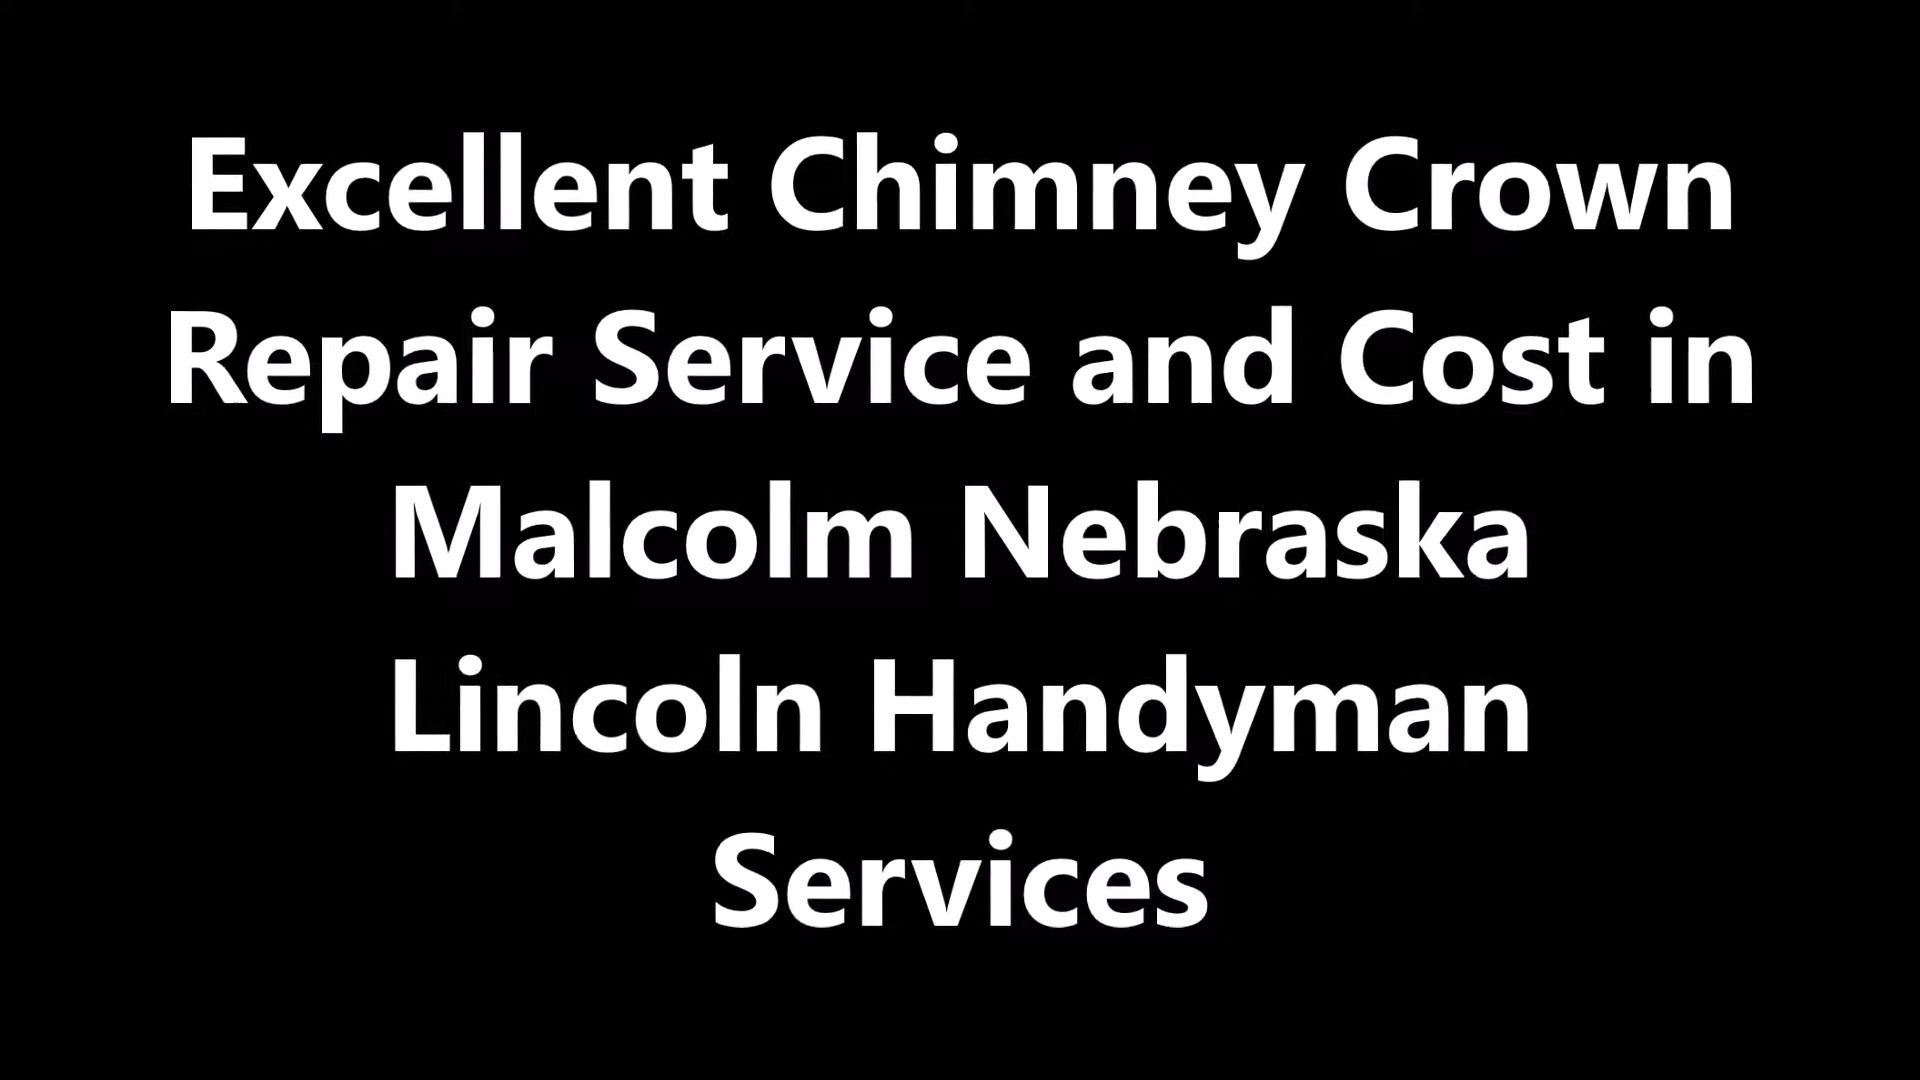 Excellent Chimney Crown
Repair Service and Cost in
Malcolm Nebraska
Lincoln Handyman
Services